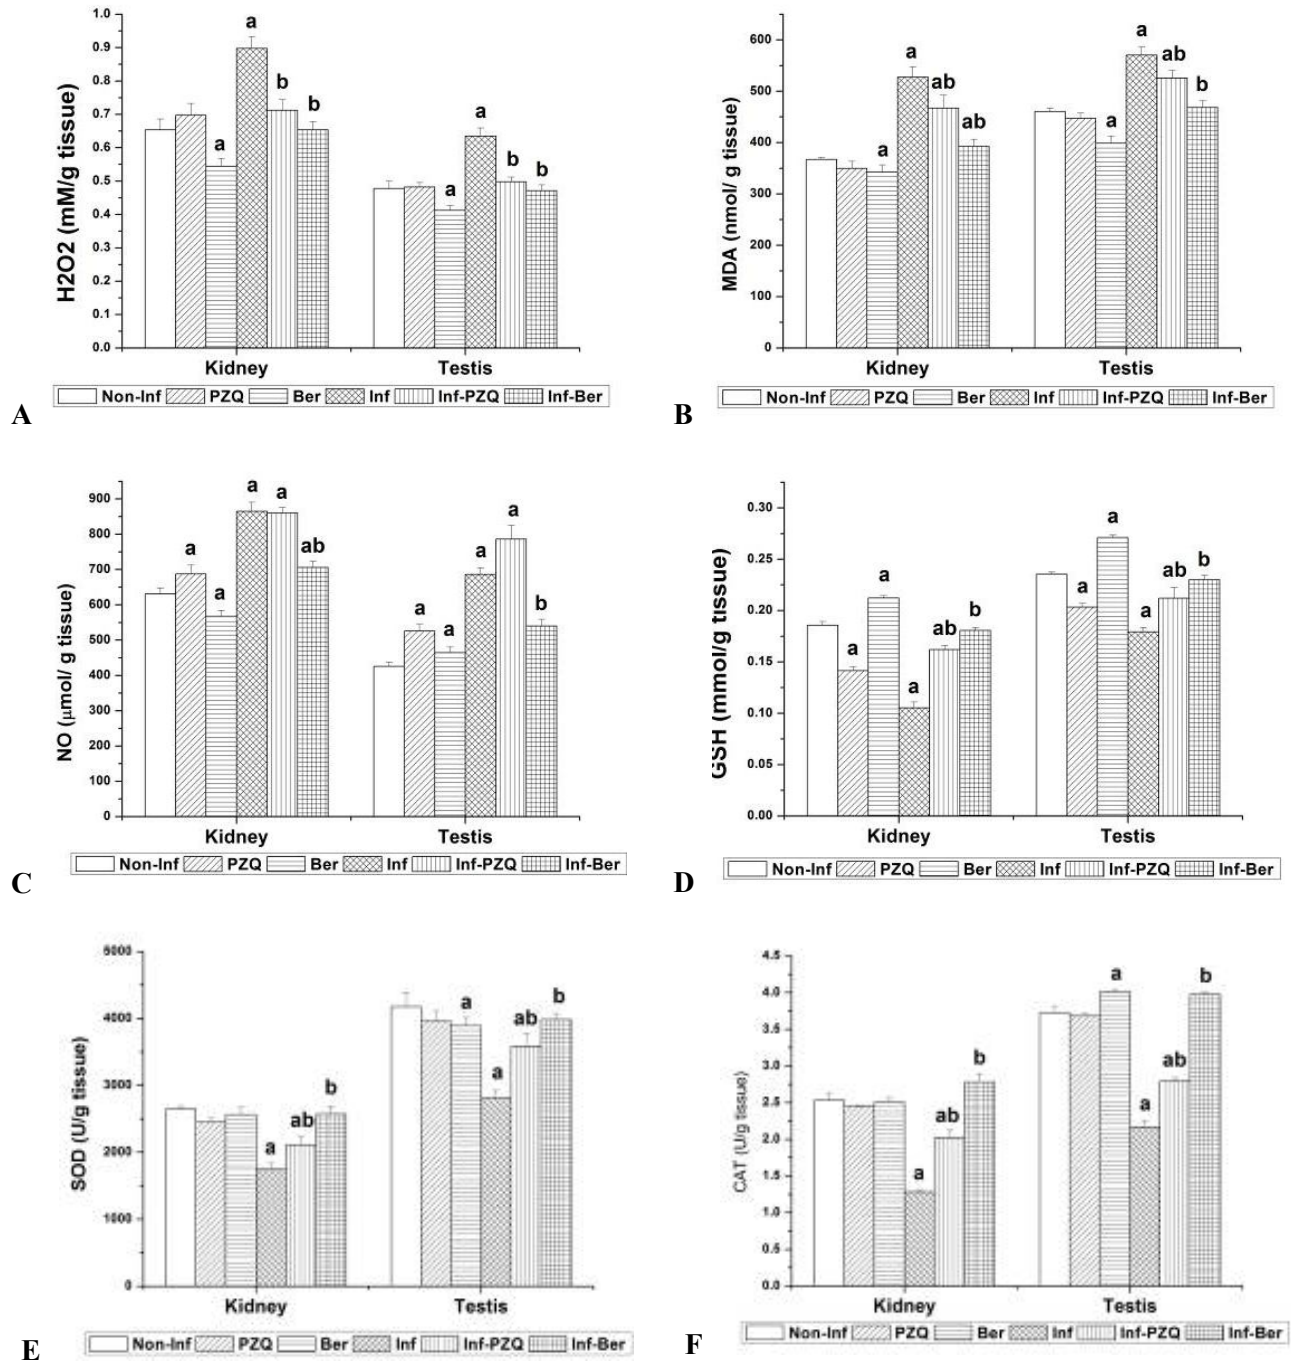 H2O2 (mM/g tissue)
1.0
0.9
0.8
0.7
0.6
0.5
0.4
0.3
0.2
0.1
0.0
a
a
b
b
a
a
b
b
Kidney Testis
Non-Inf PZQ Ber Inf Inf-PZQ Inf-Ber
A
MDA (nmol/ g tissue)
600
500
400
300
200
100
0
a
a
ab
ab
a
a
ab
b
Kidney Testis
Non-Inf PZQ Ber Inf Inf-PZQ Inf-Ber
B
NO (μmol/ g tissue)
900
800
700
600
500
400
300
200
100
0
a
a
a
a
ab
a
a
a
a
b
Kidney Testis
Non-Inf PZQ Ber Inf Inf-PZQ Inf-Ber
C
GSH (mmol/g tissue)
0.30
0.25
0.20
0.15
0.10
0.05
0.00
a
a
a
ab
b
a
a
a
ab
b
Kidney Testis
Non-Inf PZQ Ber Inf Inf-PZQ Inf-Ber
D
SOD (U/g tissue)
5000
4000
3000
2000
1000
0
a
ab
b
a
a
ab
b
Kidney Testis
Non-Inf PZQ Ber Inf Inf-PZQ Inf-Ber
E
CAT (U/g tissue)
4.5
4.0
3.5
3.0
2.5
2.0
1.5
1.0
0.5
0.0
a
ab
b
a
a
ab
b
Kidney Testis
Non-Inf PZQ Ber Inf Inf-PZQ Inf-Ber
F